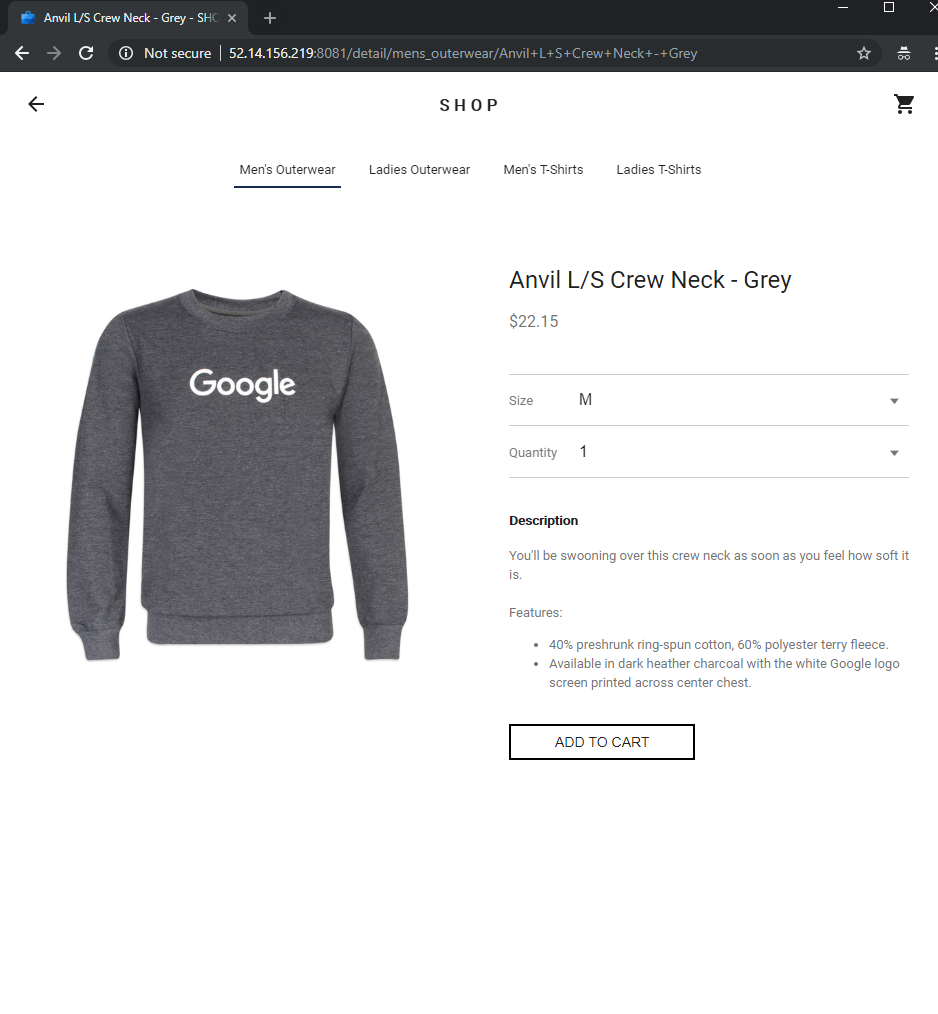 Anvil L/S Crew Neck - Grey - SHO
Not secure | 52.14.156.219:8081/detail/mens_outerwear/Anvil+L+S+Crew+Neck+-+Grey
SHOP
Men's Outerwear Ladies Outerwear Men's T-Shirts Ladies T-Shirts
Anvil L/S Crew Neck - Grey
$22.15
Google
Size M
Quantity 1
Description
You'll be swooning over this crew neck as soon as you feel how soft it
is.
Features:
• 40% preshrunk ring-spun cotton, 60% polyester terry fleece.
• Available in dark heather charcoal with the white Google logo
screen printed across center chest.
ADD TO CART